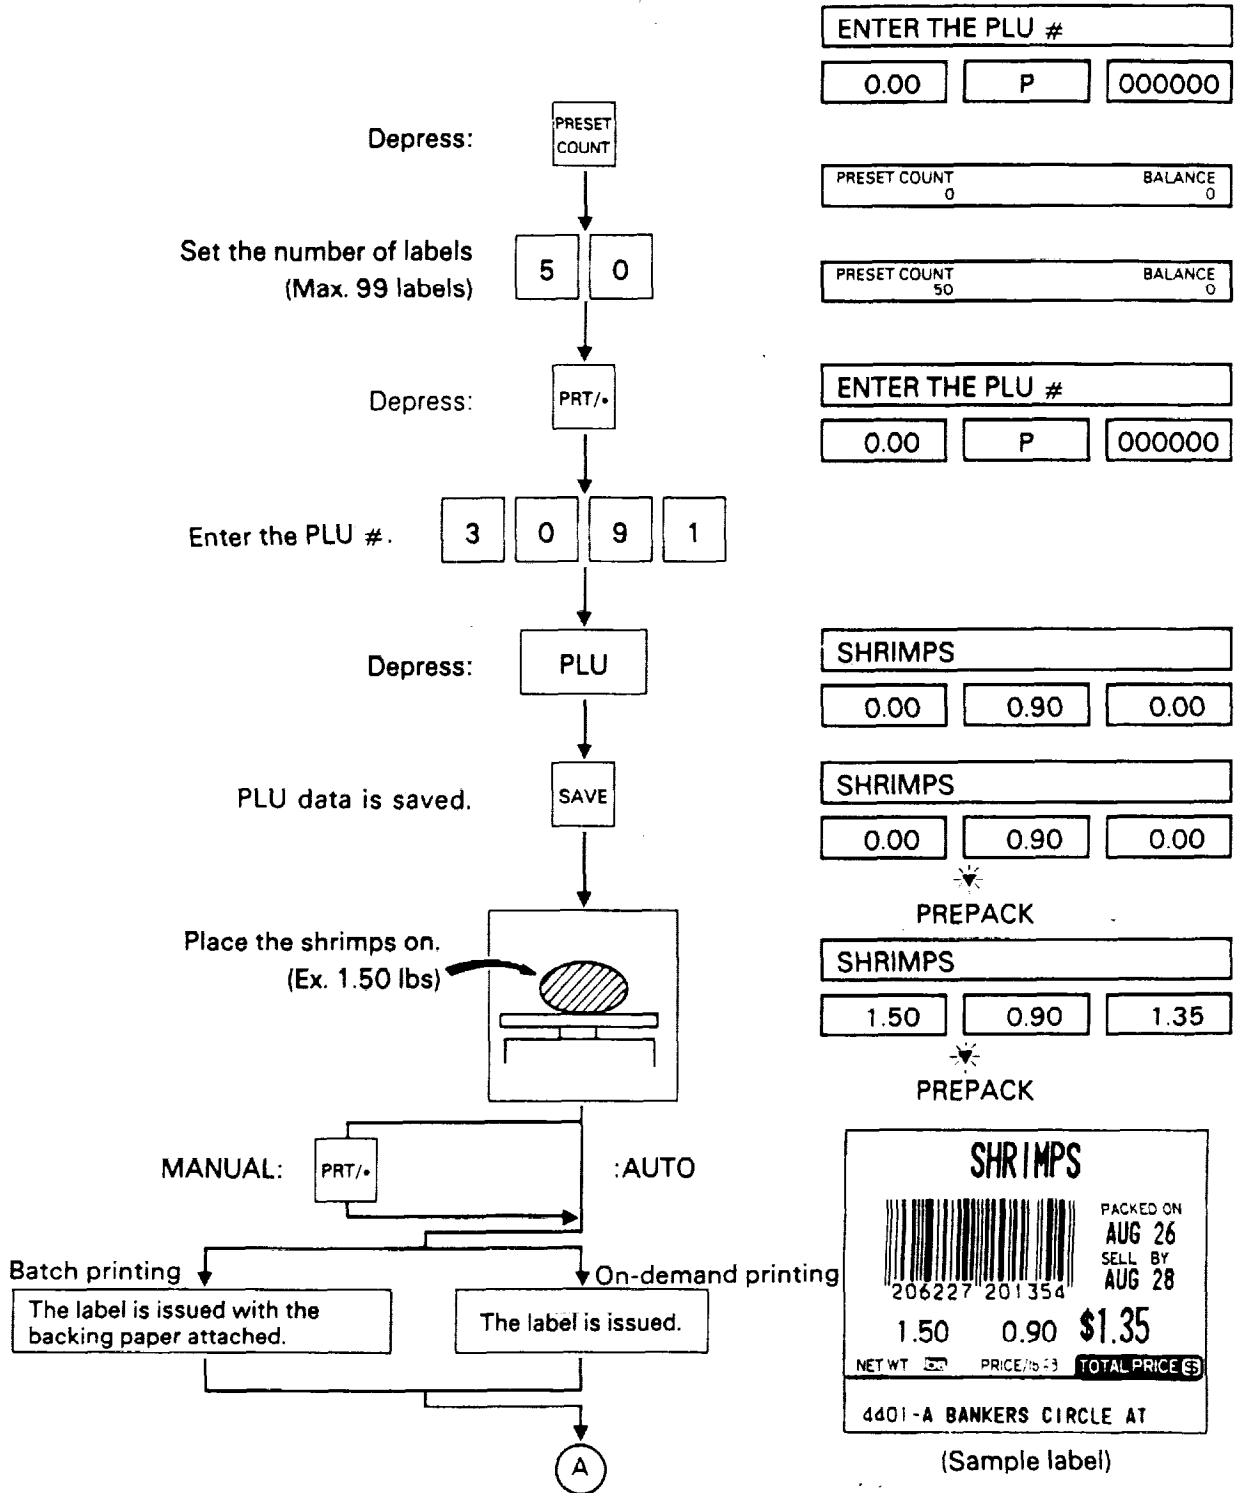 ENTER THE PLU #
0.00 P 000000
Depress: PRESET COUNT
PRESET COUNT 0 BALANCE 0
Set the number of labels
(Max. 99 labels)
5 0
PRESET COUNT 50 BALANCE 0
Depress: PRT/•
ENTER THE PLU #
0.00 P 000000
Enter the PLU #. 3 0 9 1
Depress: PLU
SHRIMPS
0.00 0.90 0.00
PLU data is saved. SAVE
SHRIMPS
0.00 0.90 0.00
PREPACK
Place the shrimps on.
(Ex. 1.50 lbs)
SHRIMPS
1.50 0.90 1.35
PREPACK
MANUAL: PRT/• :AUTO
Batch printing
The label is issued with the
backing paper attached.
On-demand printing
The label is issued.
A
SHRIMPS
PACKED ON
AUG 26
SELL BY
AUG 28
206227 201354
1.50 0.90 $1.35
NET WT PRICE/ TOTAL PRICE $
4401-A BANKERS CIRCLE AT
(Sample label)